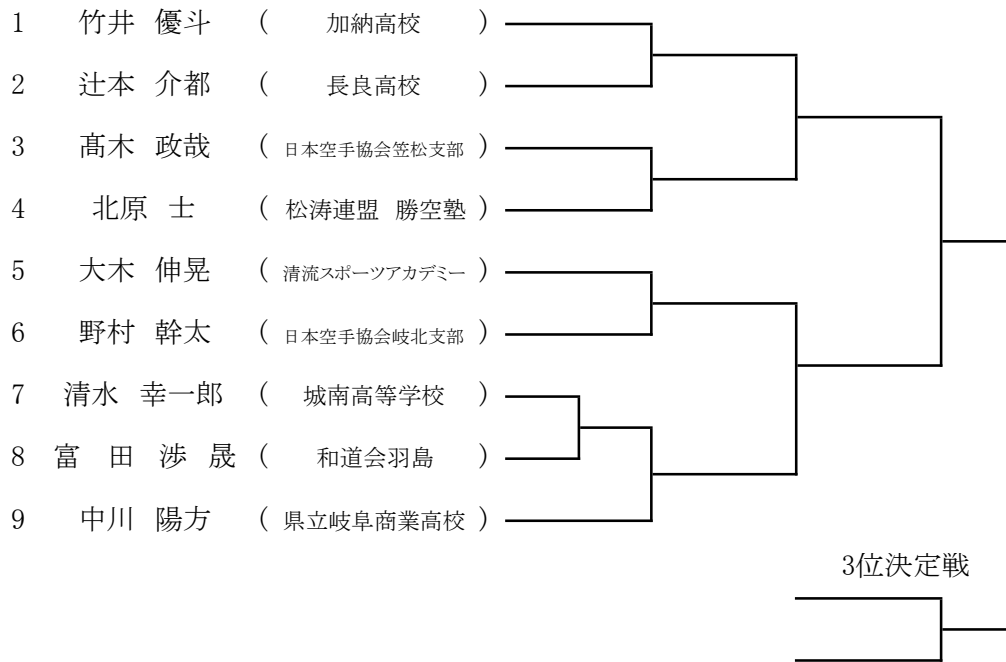 1 竹井 優斗 ( 加納高校 )
2 辻本 介都 ( 長良高校 )
3 髙木 政哉 ( 日本空手協会笠松支部 )
4 北原 士 ( 松涛連盟 勝空塾 )
5 大木 伸晃 ( 清流スポーツアカデミー )
6 野村 幹太 ( 日本空手協会岐北支部 )
7 清水 幸一郎 ( 城南高等学校 )
8 富 田 渉 晟 ( 和道会羽島 )
9 中川 陽方 ( 県立岐阜商業高校 )
3位決定戦